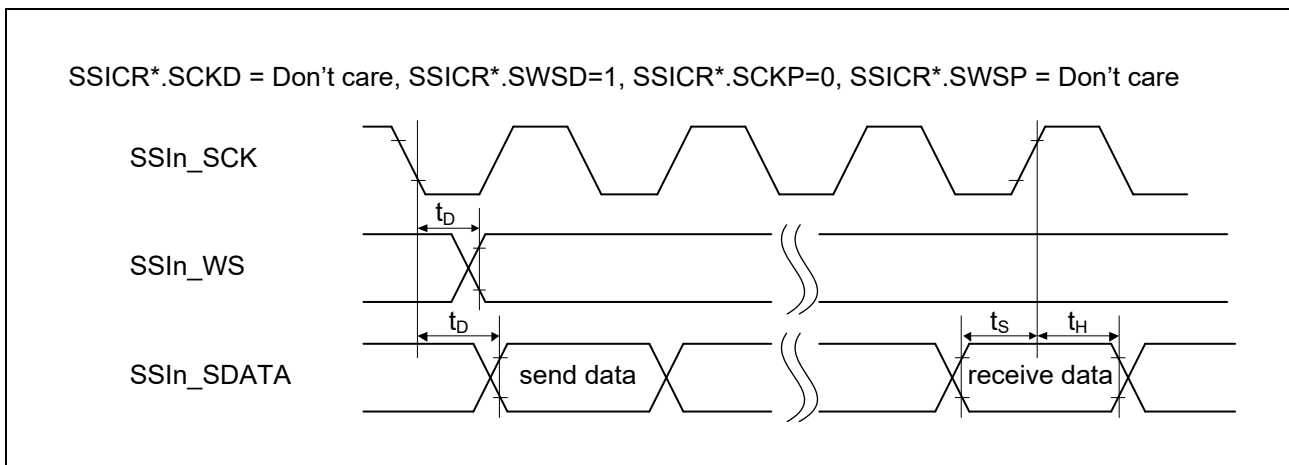 SSICR*.SCKD = Don't care, SSICR*.SWSD=1, SSICR*.SCKP=0, SSICR*.SWSP = Don't care
SSIn_SCK
tD
SSIn_WS
tD
tS
tH
SSIn_SDATA
send data
receive data